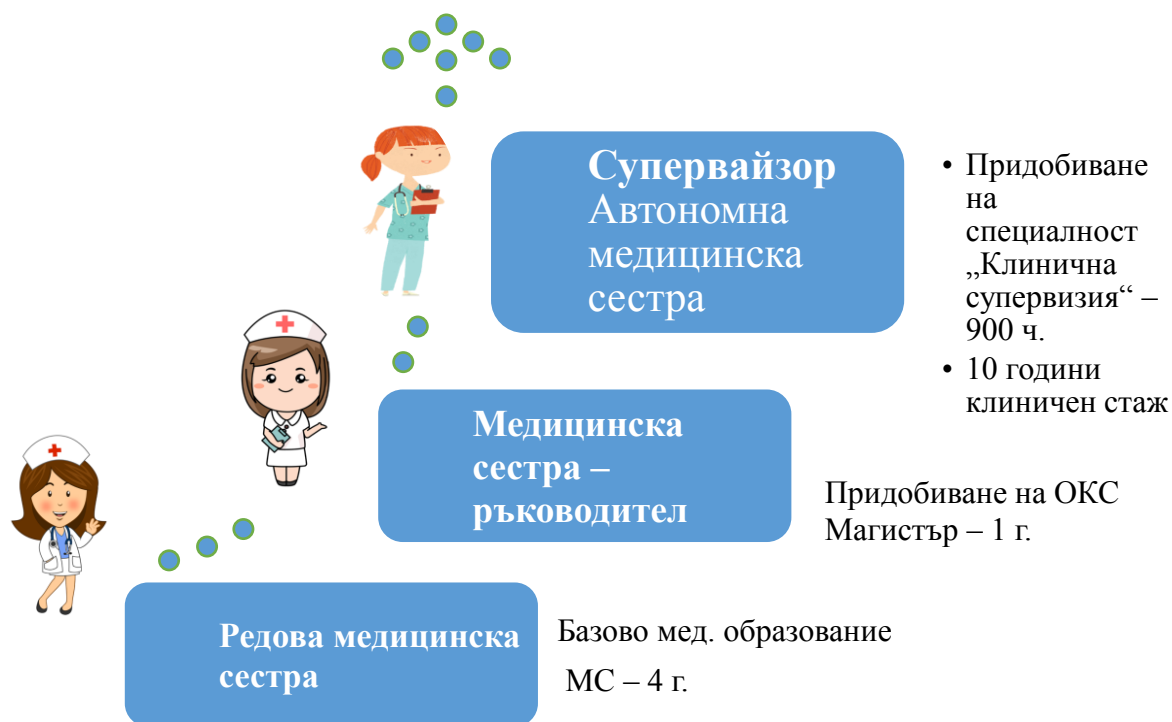 Супервайзор
Автономна
медицинска
сестра
• Придобиване
на
специалност
„Клинична
супервизия“ –
900 ч.
• 10 години
клиничен стаж
Медицинска
сестра –
ръководител
Придобиване на ОКС
Магистър – 1 г.
Редова медицинска
сестра
Базово мед. образование
МС – 4 г.